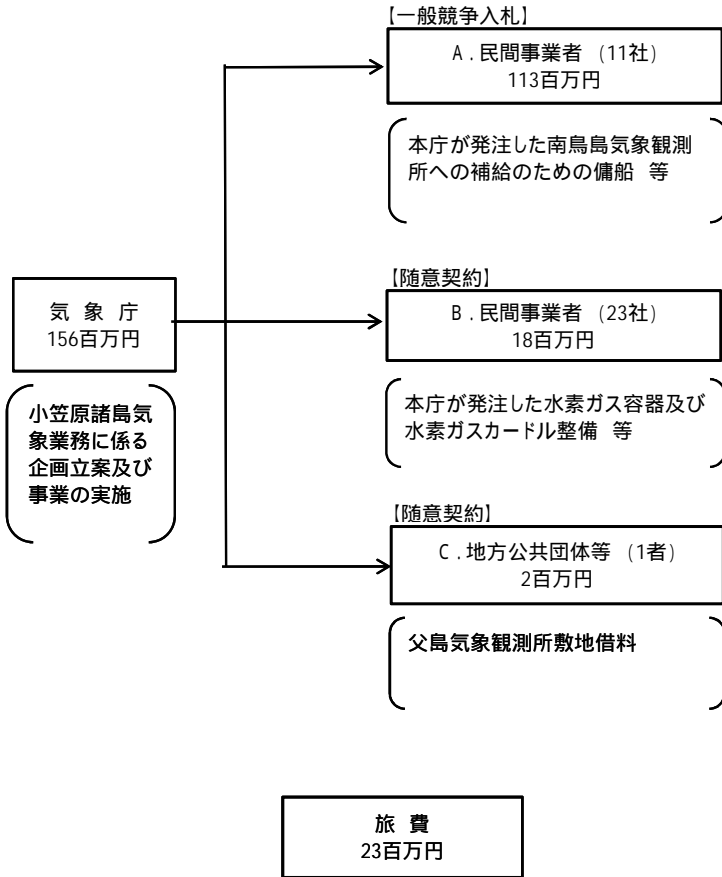 【一般競争入札】
A．民間事業者 (11社)
113百万円
本庁が発注した南鳥島気象観測
所への補給のための傭船 等
【随意契約】
気 象 庁
156百万円
B．民間事業者 (23社)
18百万円
小笠原諸島気
象業務に係る
企画立案及び
事業の実施
本庁が発注した水素ガス容器及び
水素ガスカードル整備 等
【随意契約】
C．地方公共団体等 (1者)
2百万円
父島気象観測所敷地借料
旅 費
23百万円